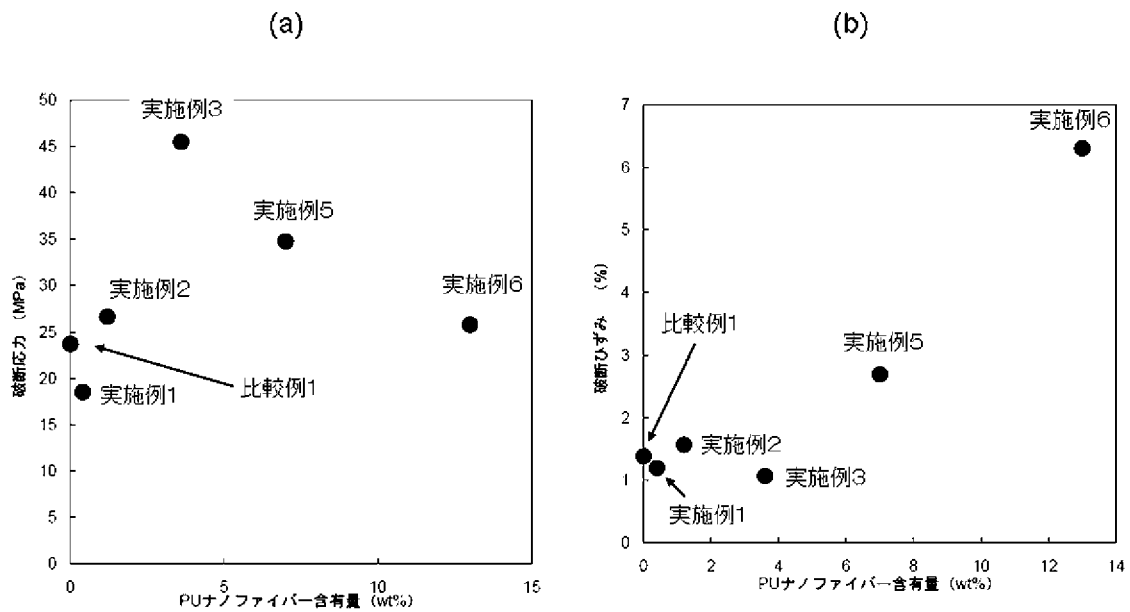 (a)
50
45
40
35
30
25
20
15
10
5
0
0
5
10
15
破断応力 (MPa)
PUナノファイバー含有量 (wt%)
実施例3
実施例5
実施例2
実施例6
比較例1
実施例1
(b)
7
6
5
4
3
2
1
0
0
2
4
6
8
10
12
14
破断ひずみ (%)
PUナノファイバー含有量 (wt%)
実施例6
比較例1
実施例5
実施例2
実施例3
実施例1